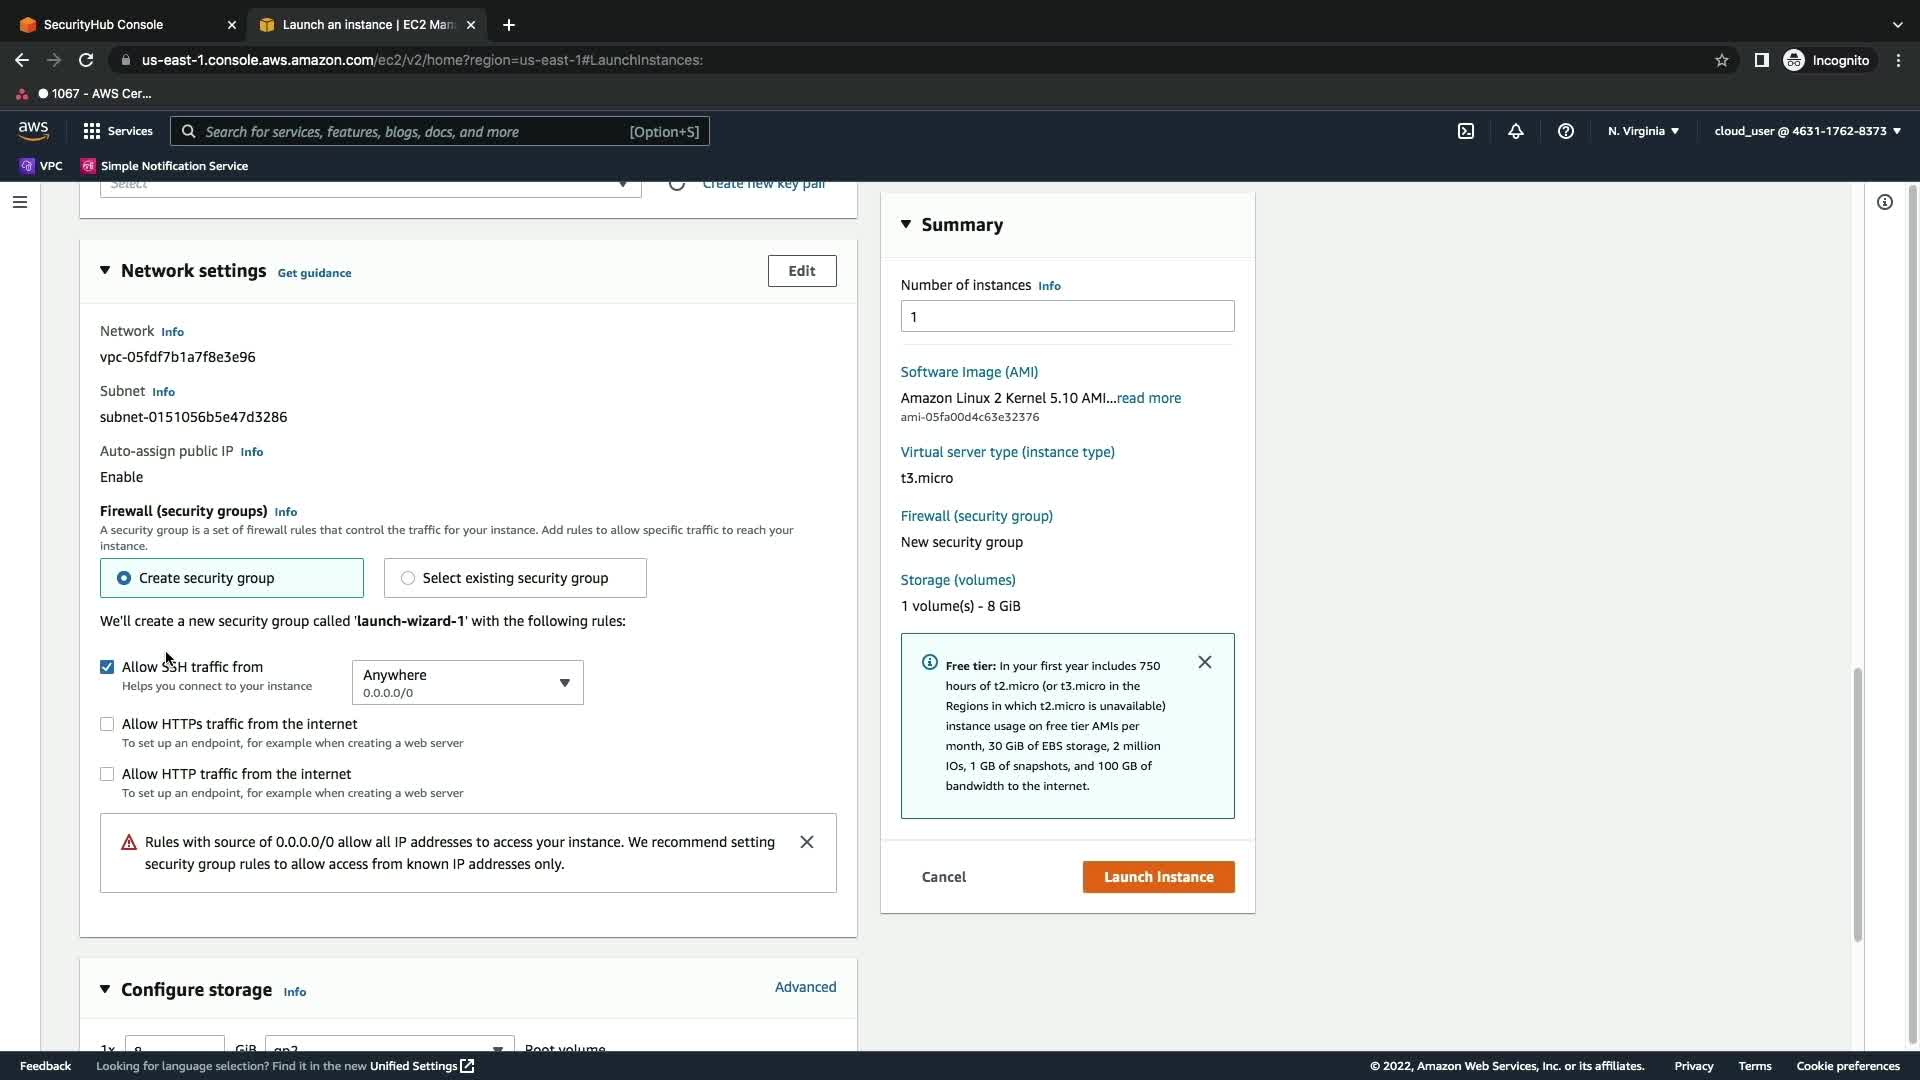 SecurityHub Console
Launch an instance | EC2 Man
us-east-1.console.aws.amazon.com/ec2/v2/home?region=us-east-1#LaunchInstances:
Incognito
1067 - AWS Cer...
aws
Services
Search for services, features, blogs, docs, and more
[Option+S]
N. Virginia
cloud_user @ 4631-1762-8373
VPC
Simple Notification Service
Select
Create new key pair
Network settings Get guidance
Edit
Network Info
vpc-05fdf7b1a7f8e3e96
Subnet Info
subnet-0151056b5e47d3286
Auto-assign public IP Info
Enable
Firewall (security groups) Info
A security group is a set of firewall rules that control the traffic for your instance. Add rules to allow specific traffic to reach your
instance.
Create security group
Select existing security group
We'll create a new security group called 'launch-wizard-1' with the following rules:
Allow SSH traffic from
Helps you connect to your instance
Anywhere
0.0.0.0/0
Allow HTTPs traffic from the internet
To set up an endpoint, for example when creating a web server
Allow HTTP traffic from the internet
To set up an endpoint, for example when creating a web server
Rules with source of 0.0.0.0/0 allow all IP addresses to access your instance. We recommend setting
security group rules to allow access from known IP addresses only.
Configure storage Info
Advanced
1x 8 GiB gp2 Root volume
Summary
Number of instances Info
1
Software Image (AMI)
Amazon Linux 2 Kernel 5.10 AMI...read more
ami-05fa00d4c63e32376
Virtual server type (instance type)
t3.micro
Firewall (security group)
New security group
Storage (volumes)
1 volume(s) - 8 GiB
Free tier: In your first year includes 750
hours of t2.micro (or t3.micro in the
Regions in which t2.micro is unavailable)
instance usage on free tier AMIs per
month, 30 GiB of EBS storage, 2 million
IOs, 1 GB of snapshots, and 100 GB of
bandwidth to the internet.
Cancel
Launch instance
Feedback
Looking for language selection? Find it in the new Unified Settings
© 2022, Amazon Web Services, Inc. or its affiliates.
Privacy
Terms
Cookie preferences